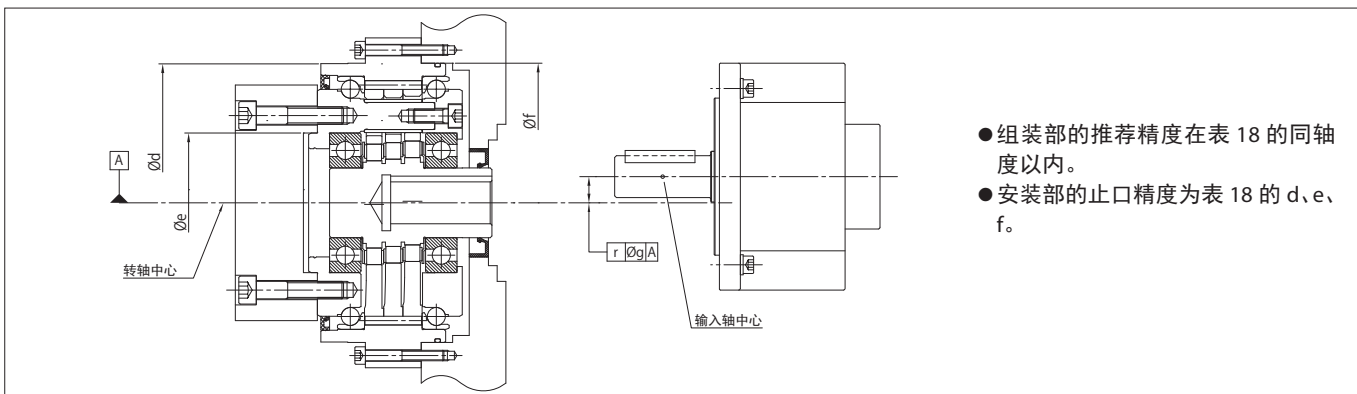 A
Ød
Øe
Øf
转轴中心
r Øg A
输入轴中心
●组装部的推荐精度在表 18 的同轴
度以内。
●安装部的止口精度为表 18 的 d、e、
f。